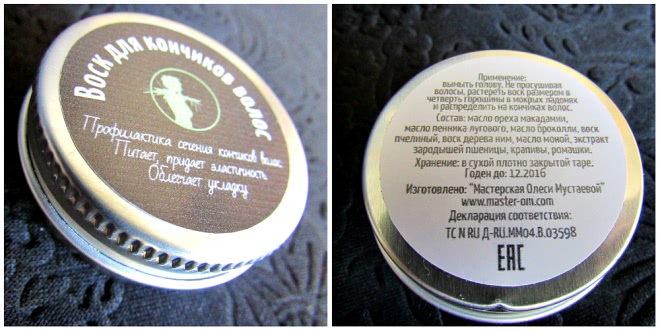 Воск для кончиков волос
Профилактика сечения кончиков волос.
Питает, придает эластичность.
Облегчает укладку.
Применение:
вымыть голову. Не просушивая
волосы, растереть воск размером в
четверть горошины в мокрых ладонях
и распределить на кончиках волос.
Состав: масло ореха макадамии,
масло пенника лугового, масло броколли, воск
пчелиный, воск дерева ним, масло моной, экстракт
зародышей пшеницы, крапивы, ромашки.
Хранение: в сухой плотно закрытой таре.
Годен до: 12.2016
Изготовлено: "Мастерская Олеси Мустаевой"
www.master-om.com
Декларация соответствия:
ТС N RU Д-RU.ММ04.В.03598
ЕАС